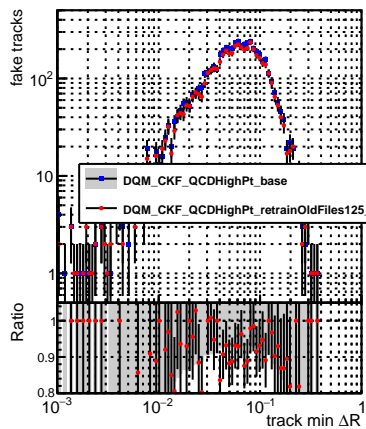 fake tracks
10²
10
1
DQM_CKF_QCDHighPt_base
DQM_CKF_QCDHighPt_retrainOldFiles125_
Ratio
1
0.9
0.8
10⁻³ 10⁻² 10⁻¹ 1
track min ΔR